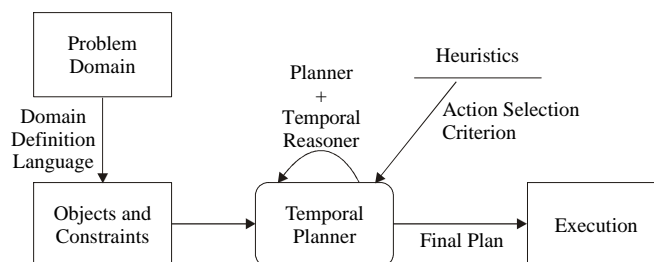 Problem
Domain
Domain
Definition
Language
Objects and
Constraints
Planner
+
Temporal
Reasoner
Heuristics
Action Selection
Criterion
Temporal
Planner
Final Plan
Execution